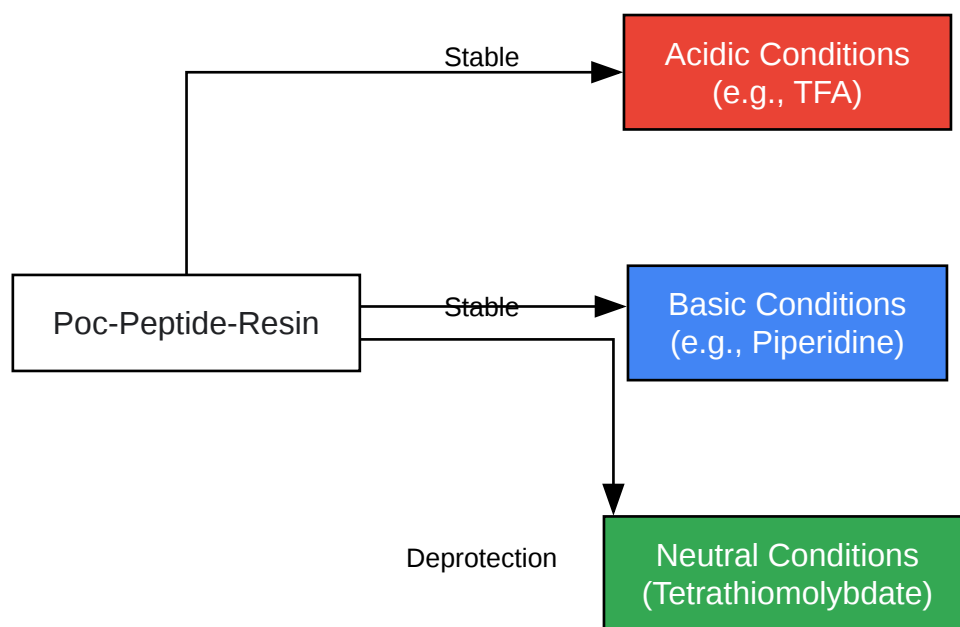 Stable
Acidic Conditions
(e.g., TFA)
Poc-Peptide-Resin
Stable
Basic Conditions
(e.g., Piperidine)
Deprotection
Neutral Conditions
(Tetrathiomolybdate)